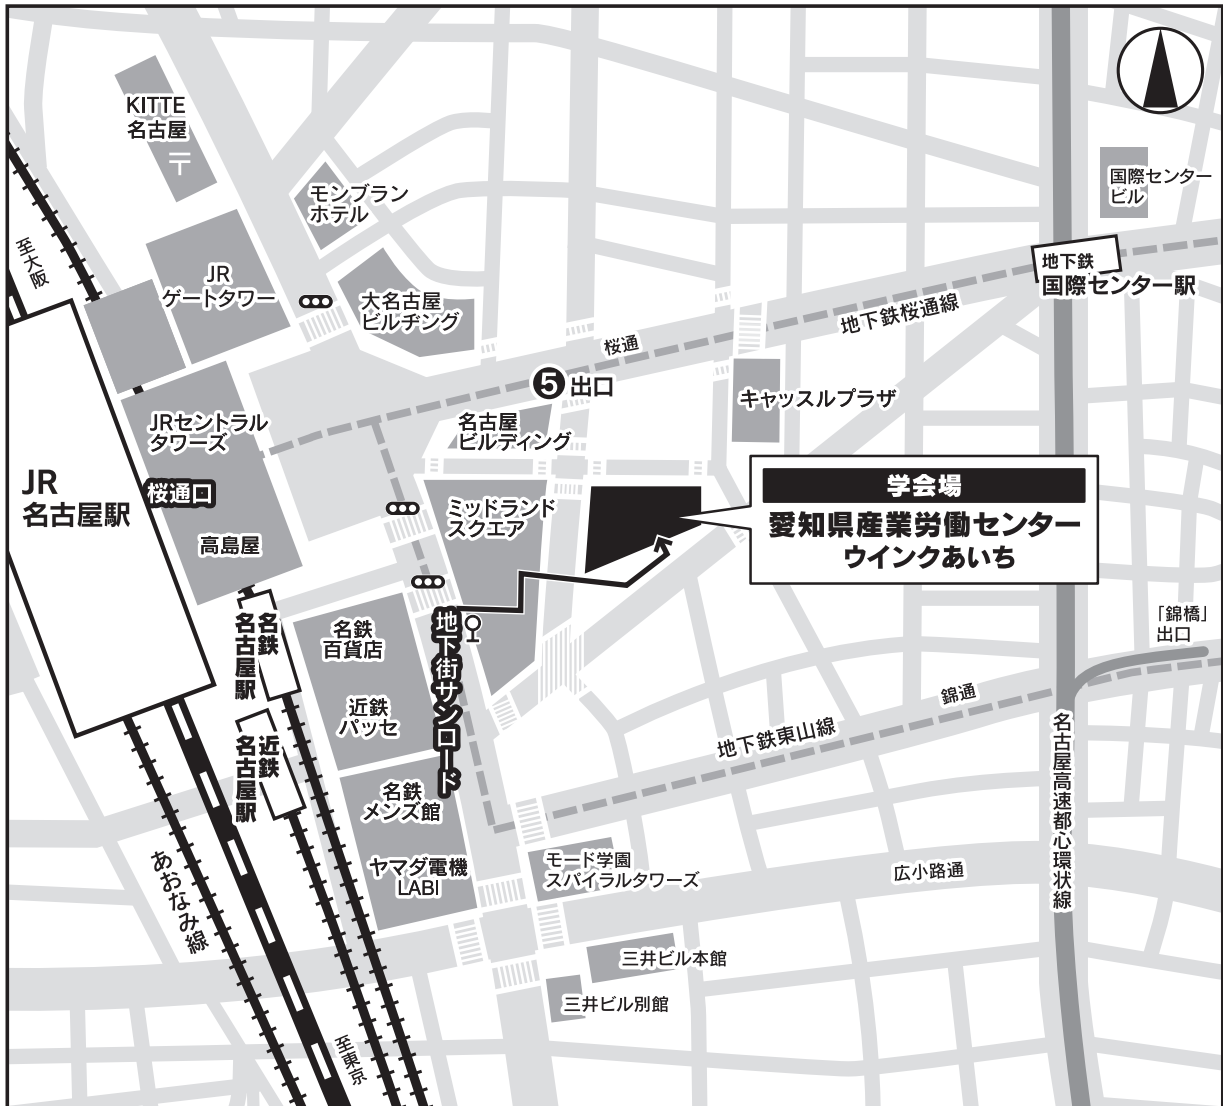 KITTE
名古屋
〒
モンブラン
ホテル
国際センター
ビル
至大阪
JR
ゲートタワー
大名古屋
ビルヂング
地下鉄
国際センター駅
地下鉄桜通線
桜通
❺出口
キャッスルプラザ
JRセントラル
タワーズ
名古屋
ビルディング
JR
名古屋駅
桜通口
高島屋
ミッドランド
スクエア
学会場
愛知県産業労働センター
ウインクあいち
名鉄
名古屋駅
名鉄
百貨店
地下街サンロード
「錦橋」
出口
近鉄
パッセ
近鉄
名古屋駅
錦通
地下鉄東山線
名古屋高速都心環状線
名鉄
メンズ館
ヤマダ電機
LABI
モード学園
スパイラルタワーズ
広小路通
あおなみ線
三井ビル本館
三井ビル別館
至東京